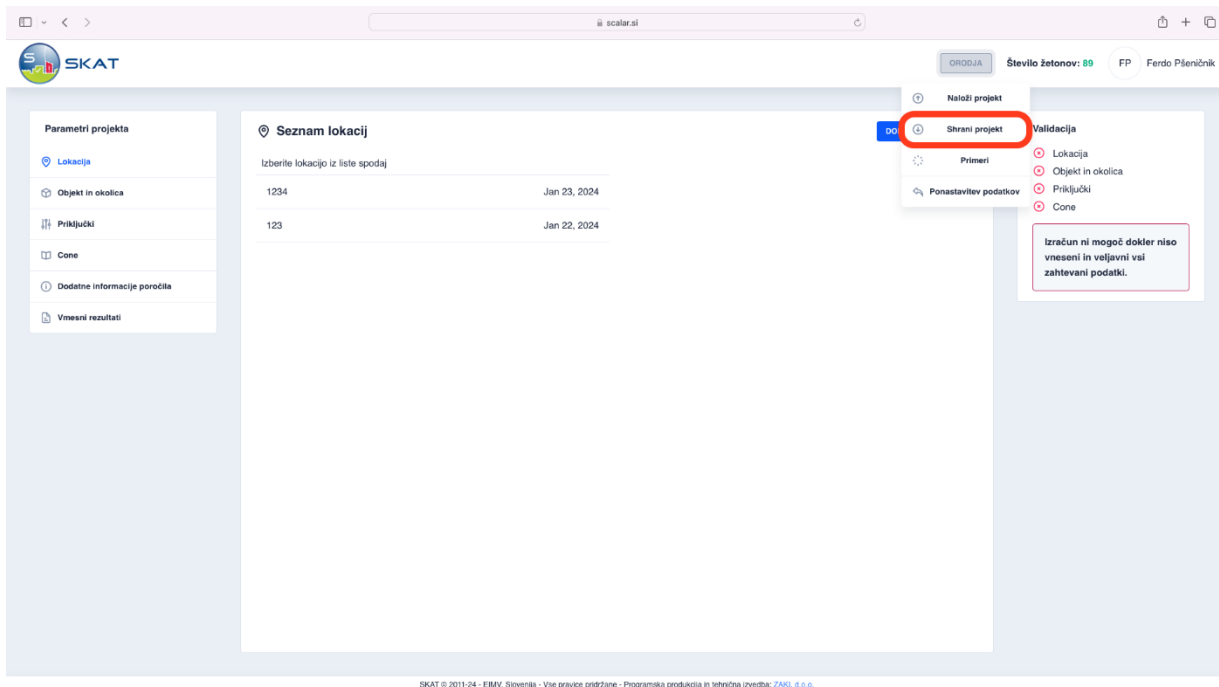 scalar.si
SKAT
ORODJA
Število žetonov: 89
FP
Ferdo Pšeničnik
Naloži projekt
Shrani projekt
Primeri
Ponastavitev podatkov
Parametri projekta
Lokacija
Objekt in okolica
Priključki
Cone
Dodatne informacije poročila
Vmesni rezultati
Seznam lokacij
Izberite lokacijo iz liste spodaj
1234 Jan 23, 2024
123 Jan 22, 2024
Validacija
Lokacija
Objekt in okolica
Priključki
Cone
Izračun ni mogoč dokler niso
vneseni in veljavni vsi
zahtevani podatki.
SKAT © 2011-24 - EIMV, Slovenija - Vse pravice pridržane - Programska produkcija in tehnična izvedba: ZAKI, d.o.o.